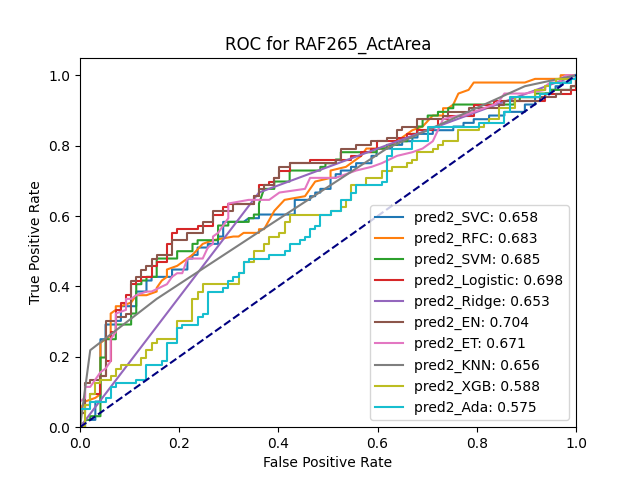 ROC for RAF265_ActArea
True Positive Rate
1.0
0.8
0.6
0.4
0.2
0.0
pred2_SVC: 0.658
pred2_RFC: 0.683
pred2_SVM: 0.685
pred2_Logistic: 0.698
pred2_Ridge: 0.653
pred2_EN: 0.704
pred2_ET: 0.671
pred2_KNN: 0.656
pred2_XGB: 0.588
pred2_Ada: 0.575
0.0 0.2 0.4 0.6 0.8 1.0
False Positive Rate